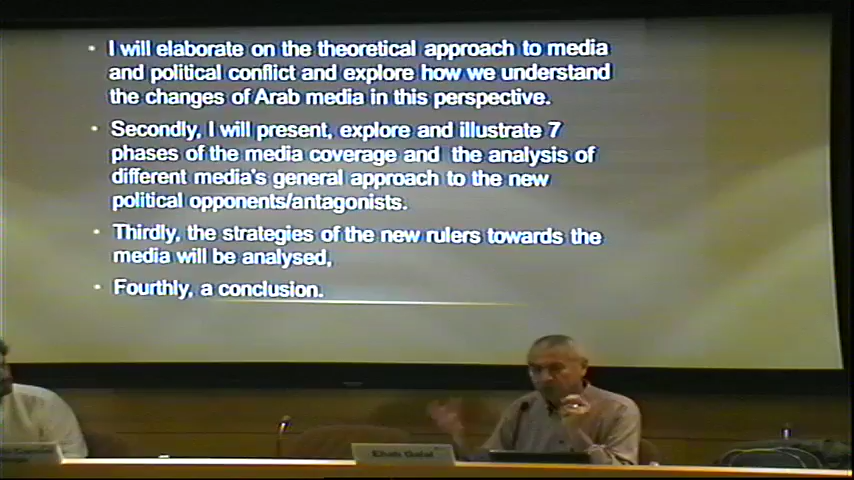 • I will elaborate on the theoretical approach to media
and political conflict and explore how we understand
the changes of Arab media in this perspective.
• Secondly, I will present, explore and illustrate 7
phases of the media coverage and the analysis of
different media's general approach to the new
political opponents/antagonists.
• Thirdly, the strategies of the new rulers towards the
media will be analysed,
• Fourthly, a conclusion.
Ehab Galal